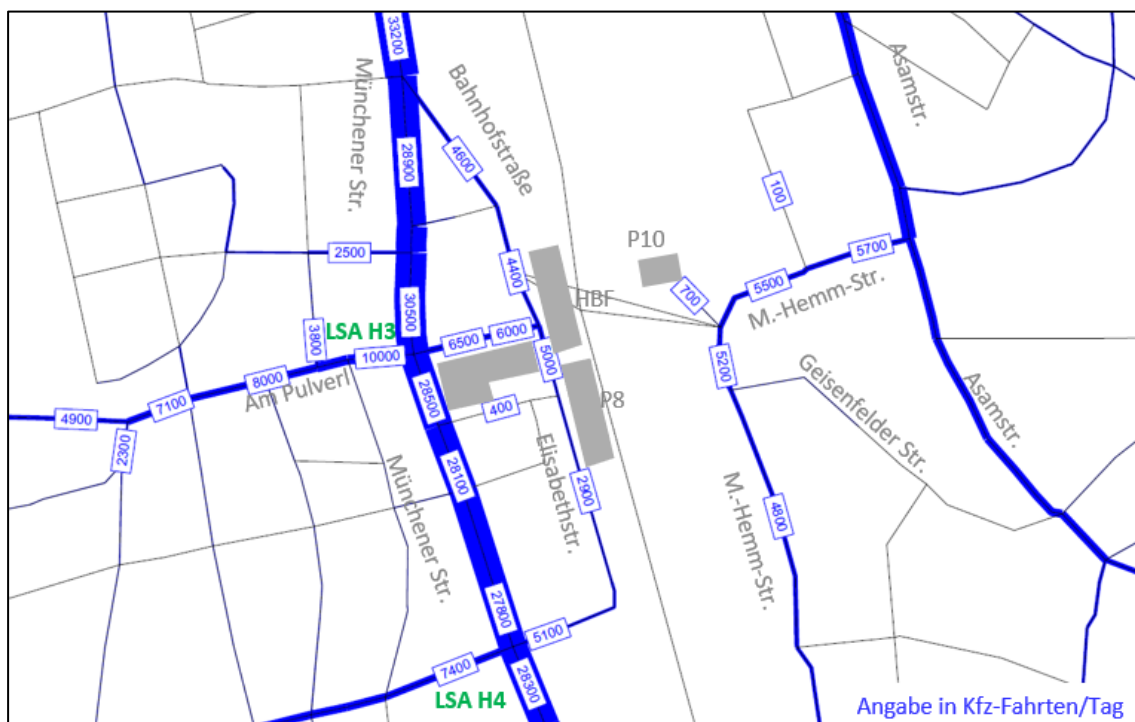 33200
Münchener Str.
Bahnhofstraße
Asamstr.
28900
4600
100
2500
4400
P10
5700
HBF
700
5500
M.-Hemm-Str.
30500
LSA H3
3800
10000
6500
6000
5000
5200
8000
Am Pulverl
7100
28500
400
P8
Geisenfelder Str.
Asamstr.
4900
2300
28100
Elisabethstr.
2900
4800
M.-Hemm-Str.
Münchener Str.
27800
5100
7400
LSA H4
28300
Angabe in Kfz-Fahrten/Tag